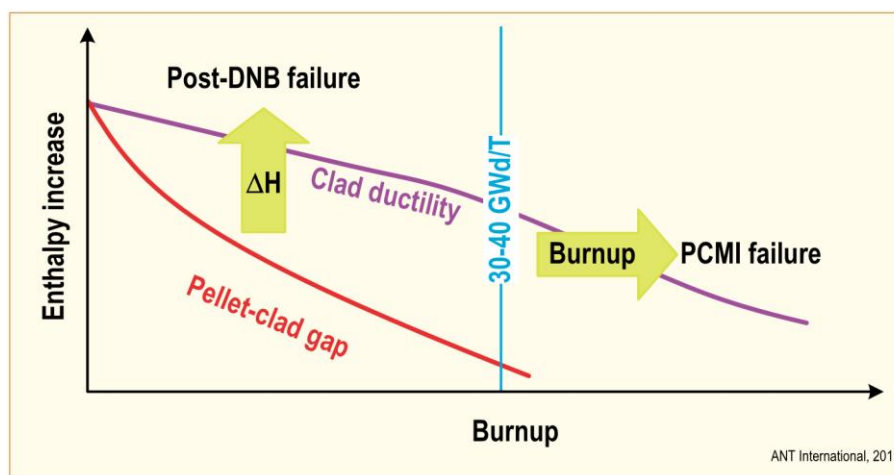 Post-DNB failure
Enthalpy increase
ΔH
Clad ductility
30-40 GWd/T
Burnup
PCMI failure
Pellet-clad gap
Burnup
ANT International, 201